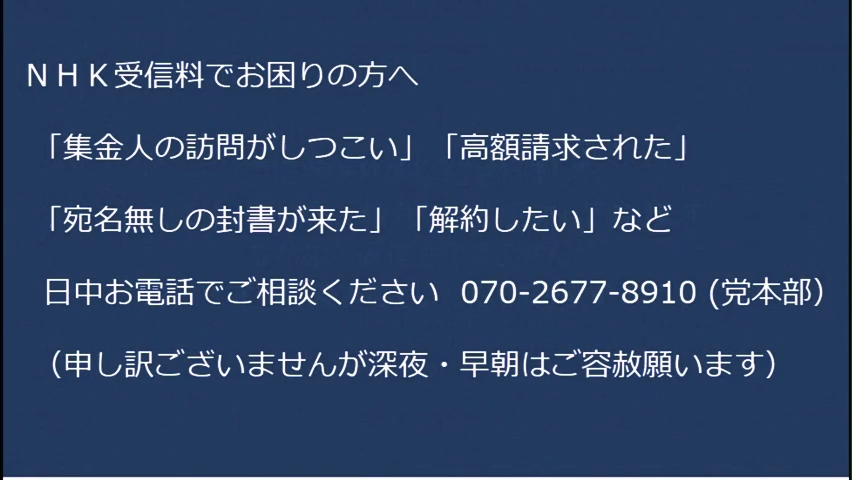 ＮＨＫ受信料でお困りの方へ
「集金人の訪問がしつこい」「高額請求された」
「宛名無しの封書が来た」「解約したい」など
日中お電話でご相談ください 070-2677-8910 (党本部）
（申し訳ございませんが深夜・早朝はご容赦願います）